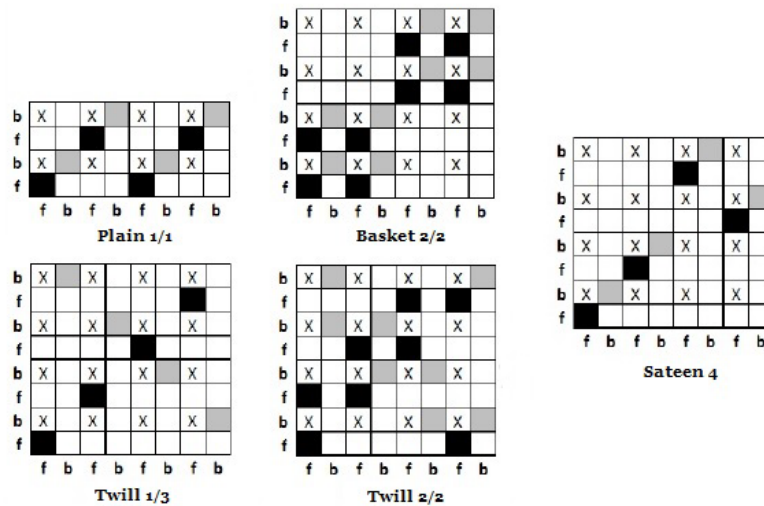 b X X X X
f
b X X X X
f
f b f b f b f b
Plain 1/1
b X X X X
f
b X X X X
f
b X X X X
f
b X X X X
f
f b f b f b f b
Basket 2/2
b X X X X
f
b X X X X
f
b X X X X
f
b X X X X
f
f b f b f b f b
Sateen 4
b X X X X
f
b X X X X
f
b X X X X
f
b X X X X
f
f b f b f b f b
Twill 1/3
b X X X X
f
b X X X X
f
b X X X X
f
b X X X X
f
f b f b f b f b
Twill 2/2